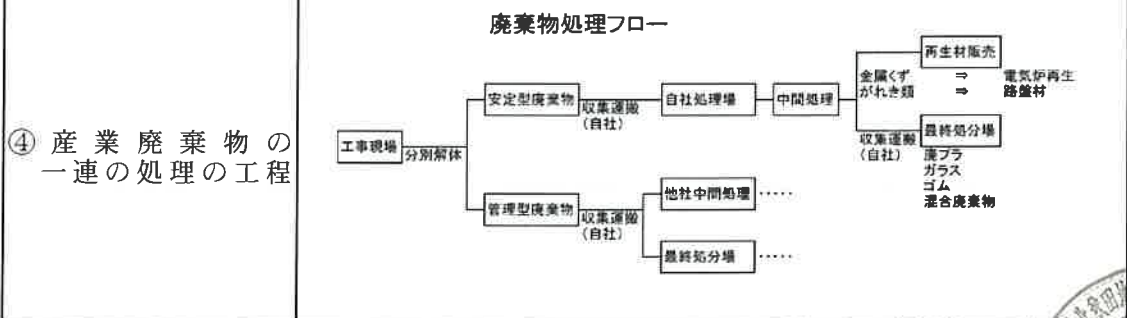 廃棄物処理フロー
④産業廃棄物の
一連の処理の工程
工事現場
分別解体
安定型廃棄物
収集運搬
(自社)
自社処理場
中間処理
再生材販売
金属くず ⇒ 電気炉再生
がれき類 ⇒ 路盤材
収集運搬
(自社)
最終処分場
廃プラ
ガラス
ゴム
混合廃棄物
管理型廃棄物
収集運搬
(自社)
他社中間処理 ・・・・・
最終処分場 ・・・・・